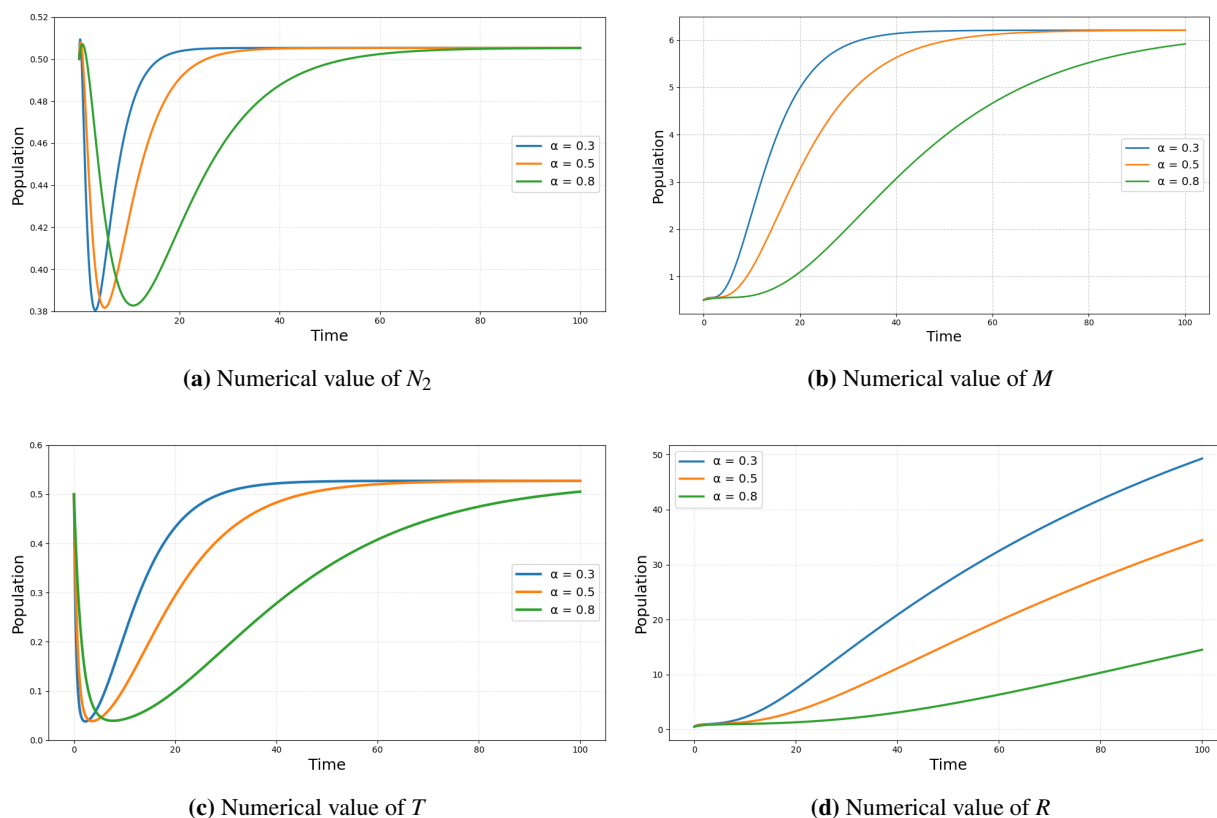 0.52
0.50
0.48
0.46
0.44
0.42
0.40
0.38
Population
20
40
60
80
100
Time
α = 0.3
α = 0.5
α = 0.8
(a) Numerical value of N₂
6
5
4
3
2
1
Population
0
20
40
60
80
100
Time
α = 0.3
α = 0.5
α = 0.8
(b) Numerical value of M
0.6
0.5
0.4
0.3
0.2
0.1
0.0
Population
0
20
40
60
80
100
Time
α = 0.3
α = 0.5
α = 0.8
(c) Numerical value of T
50
40
30
20
10
0
Population
0
20
40
60
80
100
Time
α = 0.3
α = 0.5
α = 0.8
(d) Numerical value of R